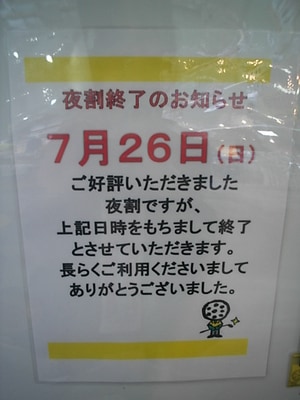 夜割終了のお知らせ
7月26日(日)
ご好評いただきました
夜割ですが、
上記日時をもちまして終了
とさせていただきます。
長らくご利用くださいまして
ありがとうございました。